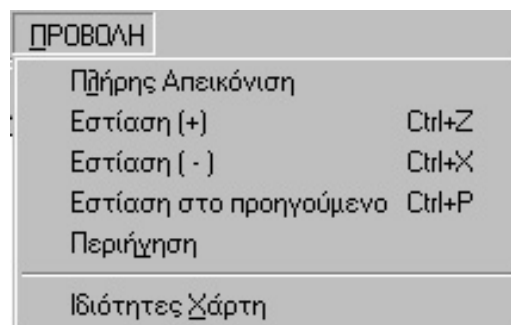 ΠΡΟΒΟΛΗ
Πλήρης Απεικόνιση
Εστίαση (+) Ctrl+Z
Εστίαση ( - ) Ctrl+X
Εστίαση στο προηγούμενο Ctrl+P
Περιήγηση
Ιδιότητες Χάρτη